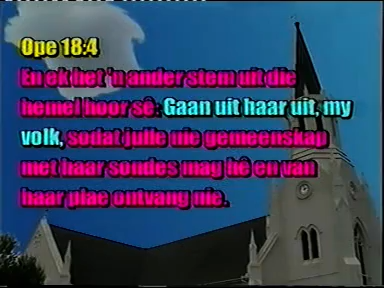 Ope 18:4
En ek het 'n ander stem uit die
hemel hoor sê: Gaan uit haar uit, my
volk, sodat julle nie gemeenskap
met haar sondes mag hê en van
haar plae ontvang nie.